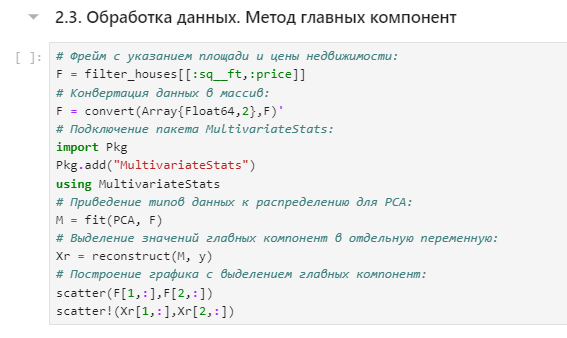 2.3. Обработка данных. Метод главных компонент
[ ]:
# Фрейм с указанием площади и цены недвижимости:
F = filter_houses[[:sq__ft,:price]]
# Конвертация данных в массив:
F = convert(Array{Float64,2},F)'
# Подключение пакета MultivariateStats:
import Pkg
Pkg.add("MultivariateStats")
using MultivariateStats
# Приведение типов данных к распределению для PCA:
M = fit(PCA, F)
# Выделение значений главных компонент в отдельную переменную:
Xr = reconstruct(M, y)
# Построение графика с выделением главных компонент:
scatter(F[1,:],F[2,:])
scatter!(Xr[1,:],Xr[2,:])